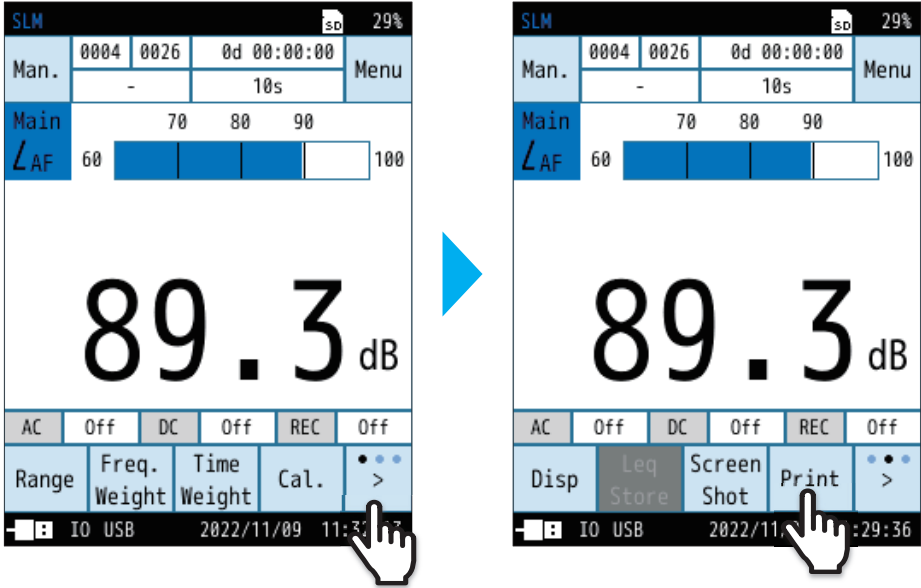 SLM SD 29%
Man. 0004 0026 0d 00:00:00 Menu
- 10s
Main 70 80 90
LAF 60 100
89.3 dB
AC Off DC Off REC Off
Range Freq. Weight Time Weight Cal. >
IO USB 2022/11/09
SLM SD 29%
Man. 0004 0026 0d 00:00:00 Menu
- 10s
Main 70 80 90
LAF 60 100
89.3 dB
AC Off DC Off REC Off
Disp Leq Store Screen Shot Print >
IO USB 2022/11 :29:36